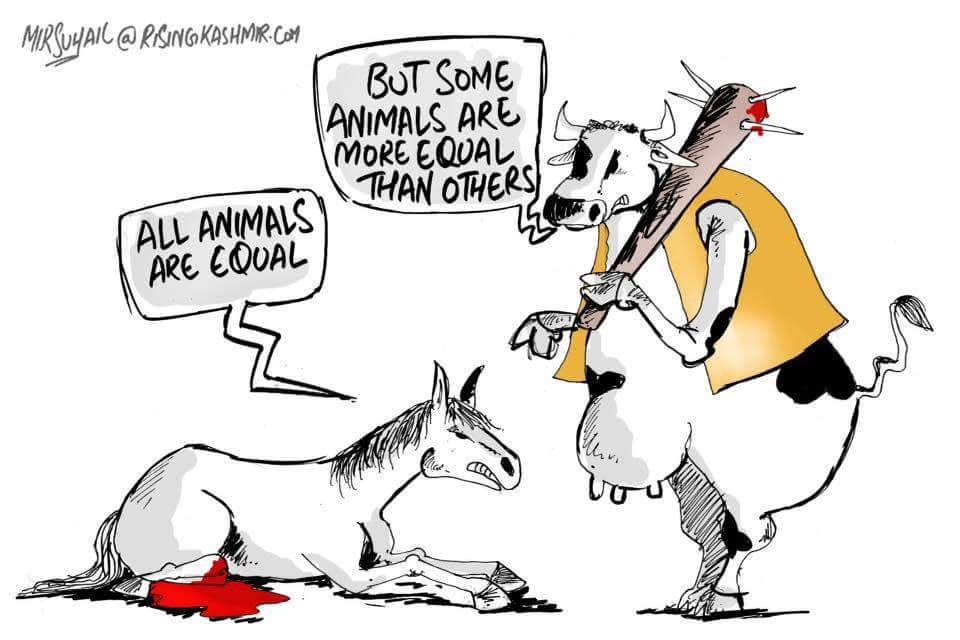 MIRSUHAIL@RISINGKASHMIR.COM
BUT SOME
ANIMALS ARE
MORE EQUAL
THAN OTHERS
ALL ANIMALS
ARE EQUAL